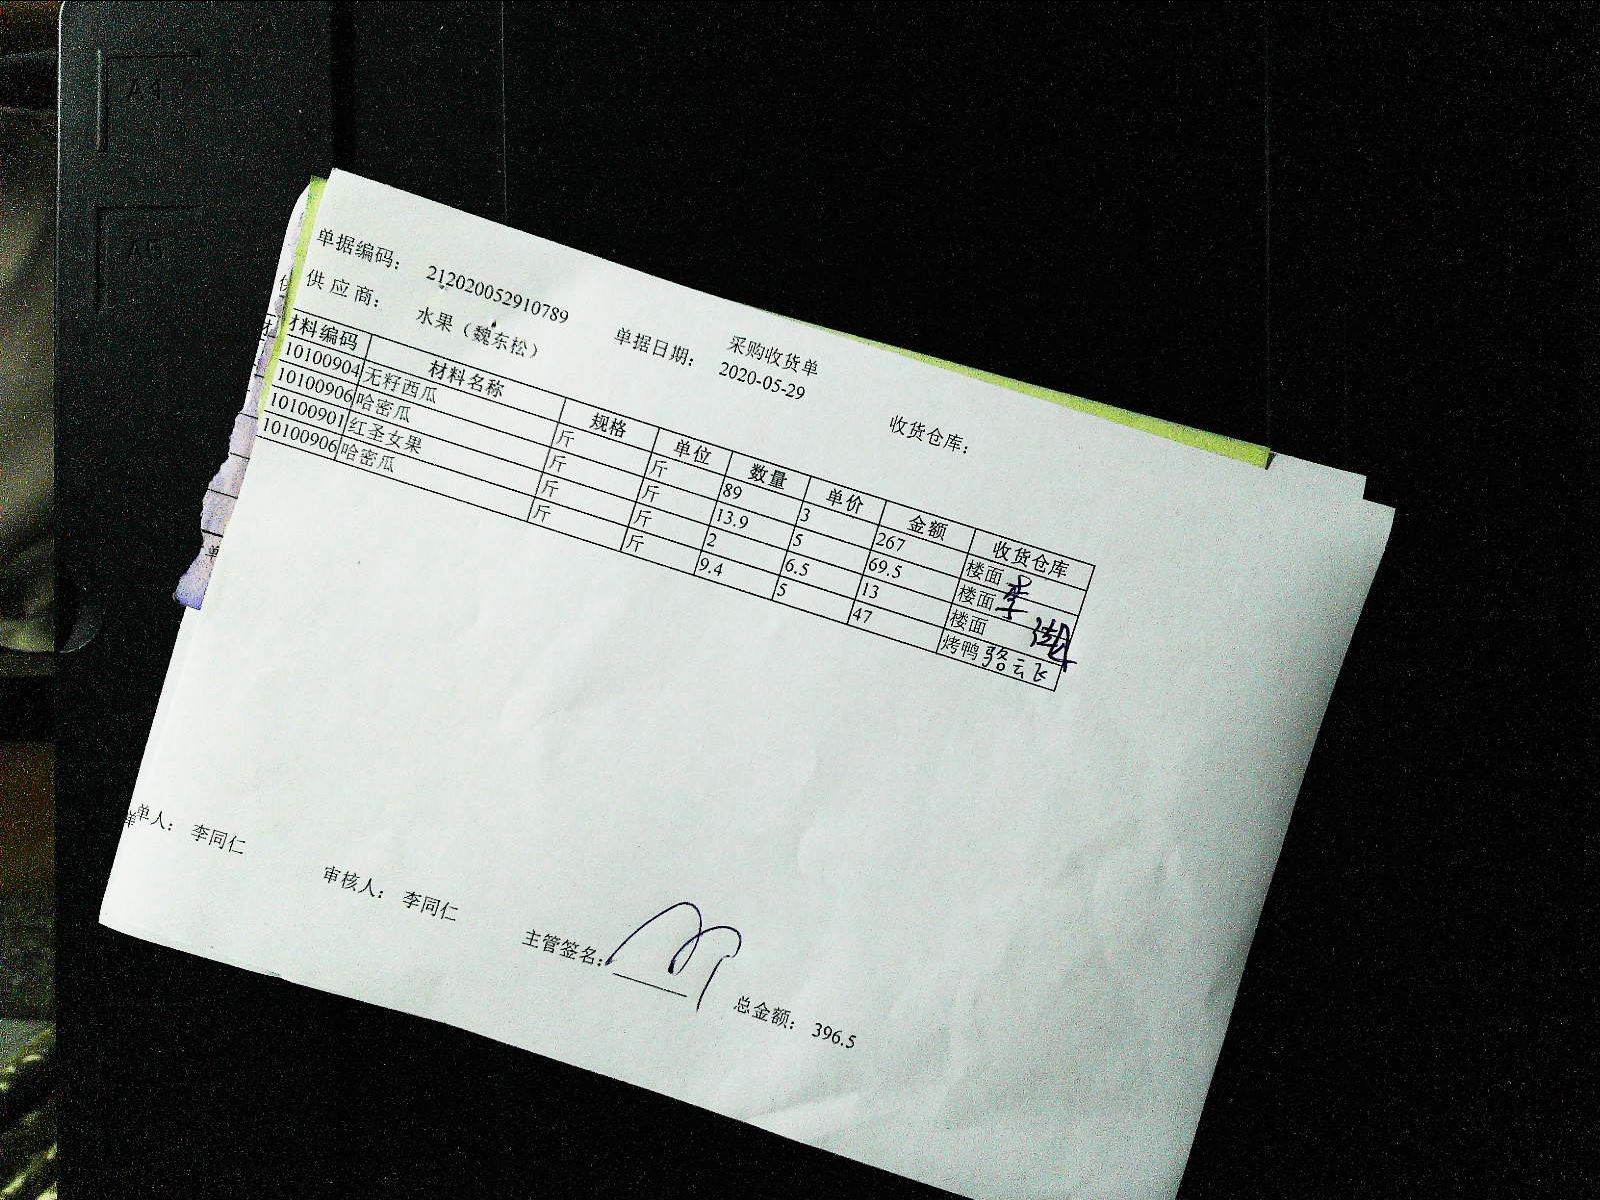 采购收货单
单据编码： 212020052910789 单据日期： 2020-05-29 收货仓库：
供 应 商： 水果（魏东松）
材料编码 材料名称 规格 单位 数量 单价 金额 收货仓库
10100904 无籽西瓜 斤 斤 89 3 267 楼面
10100906 哈密瓜 斤 斤 13.9 5 69.5 楼面 李
10100901 红圣女果 斤 斤 2 6.5 13 楼面
10100906 哈密瓜 斤 斤 9.4 5 47 烤鸭 骆云飞
单人： 李同仁 审核人： 李同仁 主管签名： 总金额： 396.5
A4
A5